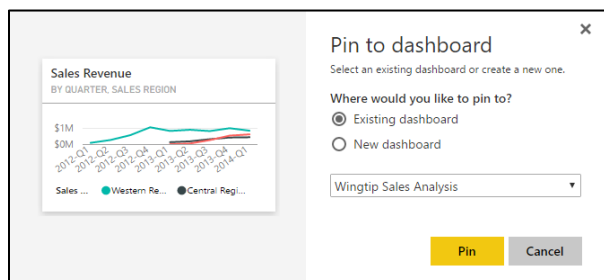 Sales Revenue
BY QUARTER, SALES REGION
$1M
$0M
2012-Q1
2012-Q2
2012-Q3
2012-Q4
2013-Q1
2013-Q2
2013-Q3
2013-Q4
2014-Q1
Sales ...
Western Re...
Central Regi...
Pin to dashboard
Select an existing dashboard or create a new one.
Where would you like to pin to?
Existing dashboard
New dashboard
Wingtip Sales Analysis
Pin
Cancel